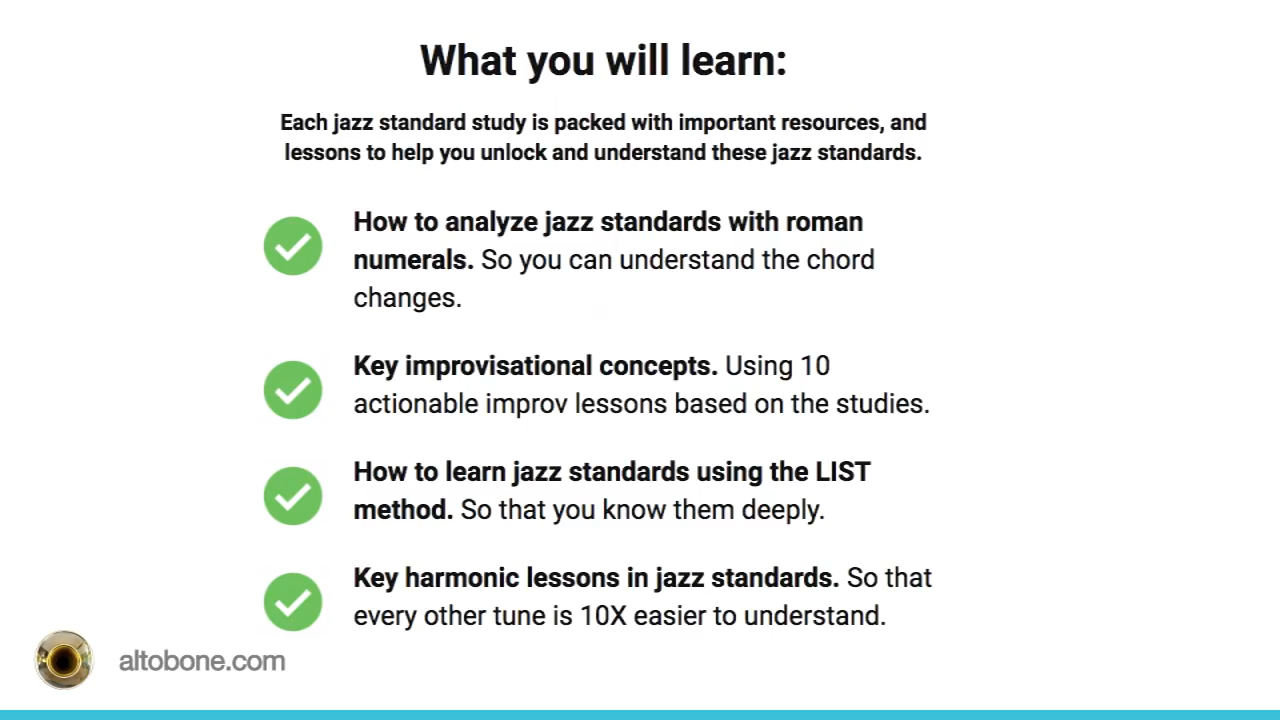 What you will learn:
Each jazz standard study is packed with important resources, and
lessons to help you unlock and understand these jazz standards.
How to analyze jazz standards with roman
numerals. So you can understand the chord
changes.
Key improvisational concepts. Using 10
actionable improv lessons based on the studies.
How to learn jazz standards using the LIST
method. So that you know them deeply.
Key harmonic lessons in jazz standards. So that
every other tune is 10X easier to understand.
altobone.com